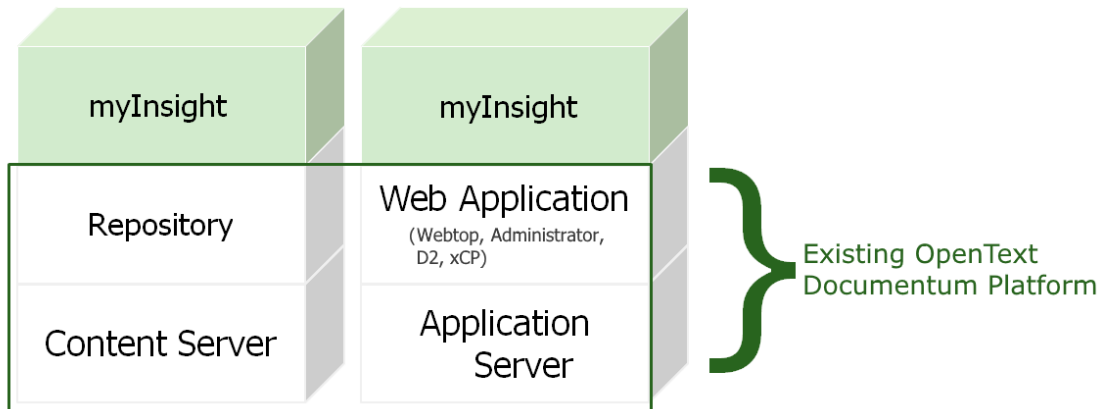 myInsight
Repository
Content Server
myInsight
Web Application
(Webtop, Administrator,
D2, xCP)
Application
Server
Existing OpenText
Documentum Platform